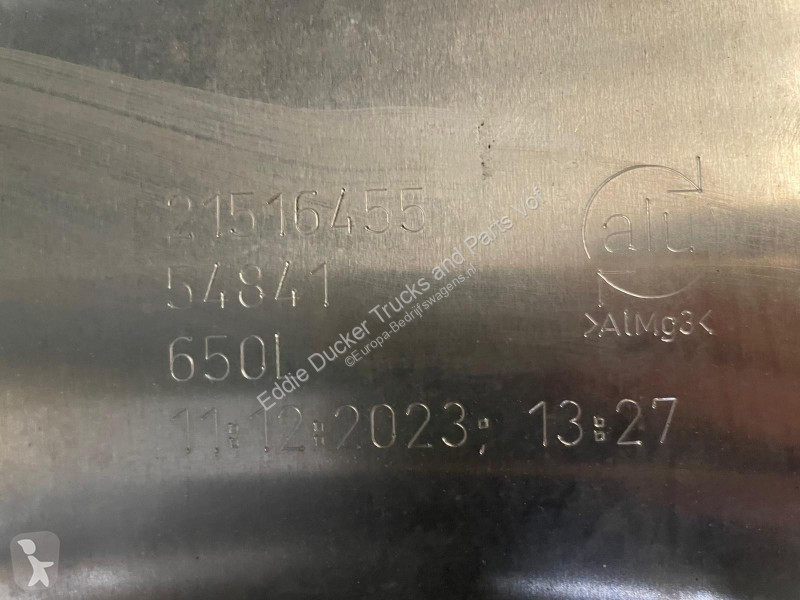 21516455
54841
650L
11:12:2023; 13:27
alu
>AlMg3<
Eddie Ducker Trucks and Parts Vof
©Europa-Bedrijfswagens.nl